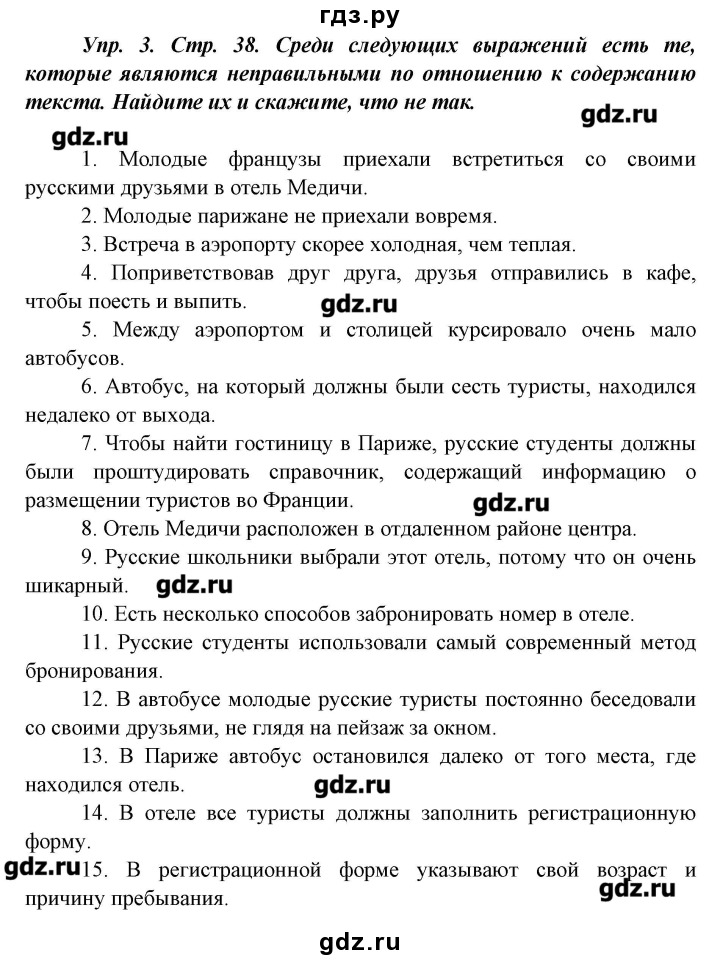 гдз.ру
Упр. 3. Стр. 38. Среди следующих выражений есть те,
которые являются неправильными по отношению к содержанию
текста. Найдите их и скажите, что не так.
gdz.ru
gdz.ru
1. Молодые французы приехали встретиться со своими
русскими друзьями в отель Медичи.
2. Молодые парижане не приехали вовремя.
3. Встреча в аэропорту скорее холодная, чем теплая.
4. Поприветствовав друг друга, друзья отправились в кафе,
чтобы поесть и выпить.
gdz.ru
5. Между аэропортом и столицей курсировало очень мало
автобусов.
6. Автобус, на который должны были сесть туристы, находился
недалеко от выхода.
7. Чтобы найти гостиницу в Париже, русские студенты должны
были проштудировать справочник, содержащий информацию о
размещении туристов во Франции.
gdz.ru
8. Отель Медичи расположен в отдаленном районе центра.
9. Русские школьники выбрали этот отель, потому что он очень
шикарный.
gdz.ru
10. Есть несколько способов забронировать номер в отеле.
11. Русские студенты использовали самый современный метод
бронирования.
12. В автобусе молодые русские туристы постоянно беседовали
со своими друзьями, не глядя на пейзаж за окном.
13. В Париже автобус остановился далеко от того места, где
находился отель.
gdz.ru
14. В отеле все туристы должны заполнить регистрационную
форму.
gdz.ru
15. В регистрационной форме указывают свой возраст и
причину пребывания.
gdz.ru
gdz.ru